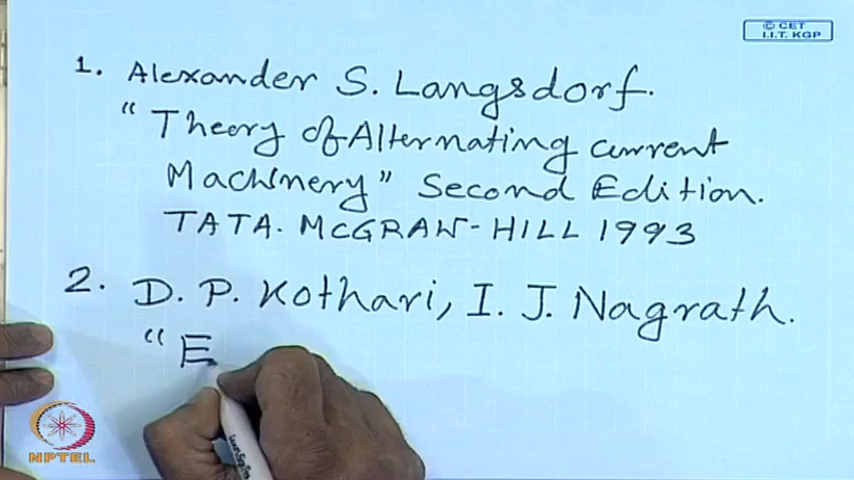 © CET
I.I.T. KGP
1. Alexander S. Langsdorf.
"Theory of Alternating current
Machinery" Second Edition.
TATA. MCGRAW-HILL 1993
2. D. P. Kothari, I. J. Nagrath.
"E
NPTEL